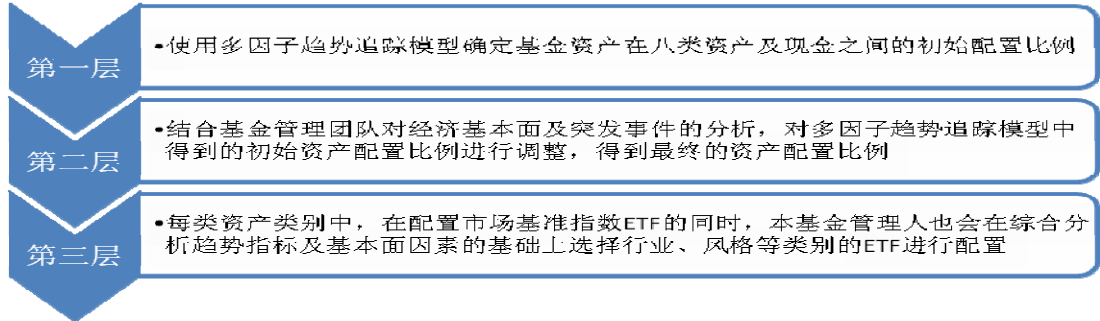 第一层
•使用多因子趋势追踪模型确定基金资产在八类资产及现金之间的初始配置比例
第二层
•结合基金管理团队对经济基本面及突发事件的分析，对多因子趋势追踪模型中
得到的初始资产配置比例进行调整，得到最终的资产配置比例
第三层
•每类资产类别中，在配置市场基准指数ETF的同时，本基金管理人也会在综合分
析趋势指标及基本面因素的基础上选择行业、风格等类别的ETF进行配置